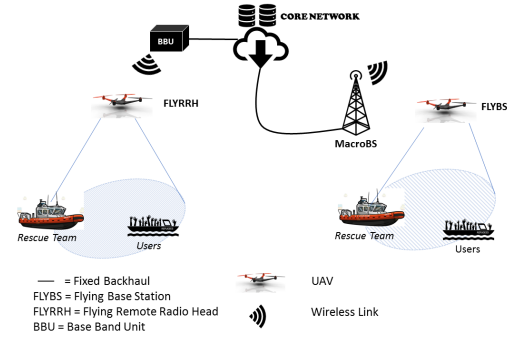 CORE NETWORK
BBU
FLYRRH
FLYBS
MacroBS
Rescue Team
Users
Rescue Team
Users
= Fixed Backhaul
FLYBS = Flying Base Station
FLYRRH = Flying Remote Radio Head
BBU = Base Band Unit
UAV
Wireless Link